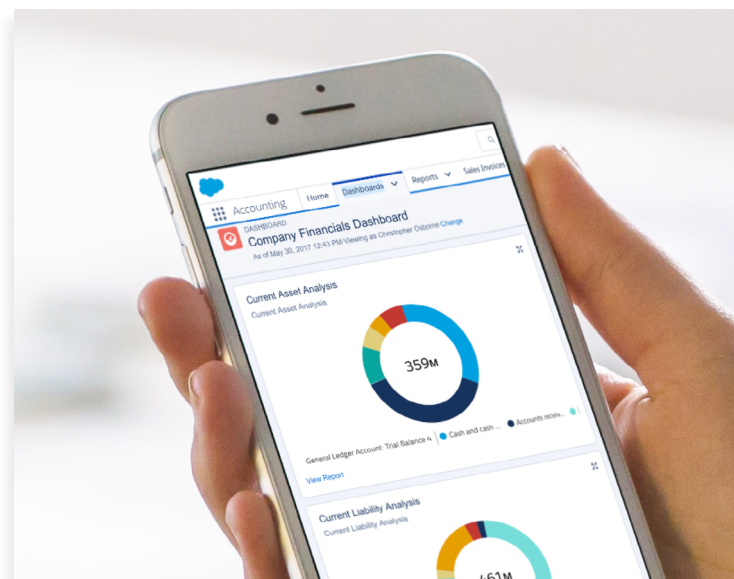 Accounting Home Dashboards Reports Sales Invoices
DASHBOARD
Company Financials Dashboard
As of May 30, 2017 12:43 PM·Viewing as Christopher Osborne·Change
Current Asset Analysis
Current Asset Analysis
359M
General Ledger Account: Trial Balance 4 Cash and cash ... Accounts receiv...
View Report
Current Liability Analysis
Current Liability Analysis
461M